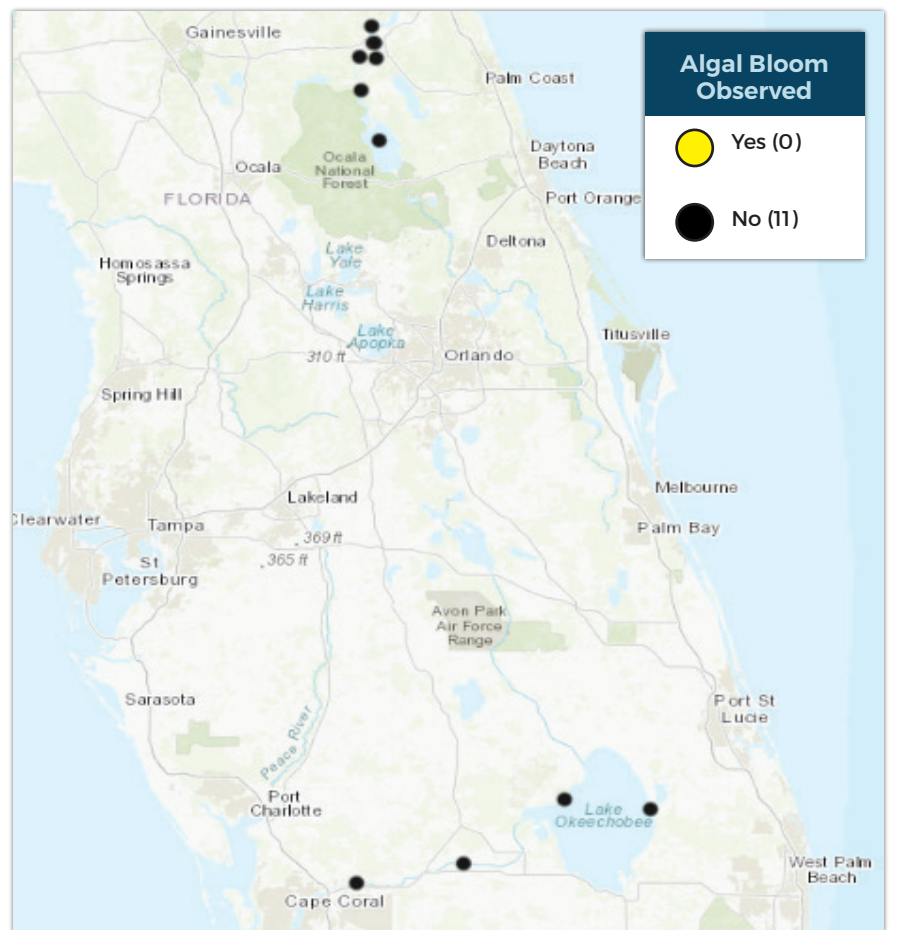 Algal Bloom
Observed
Yes (0)
No (11)
Gainesville
Palm Coast
Ocala
National
Forest
Daytona
Beach
Ocala
FLORIDA
Port Orange
Deltona
Lake
Yale
Homosassa
Springs
Lake
Harris
Lake
Apopka
Titusville
310 ft
Orlando
Spring Hill
Melbourne
Lakeland
Clearwater
Tampa
Palm Bay
369 ft
365 ft
St
Petersburg
Avon Park
Air Force
Range
Sarasota
Port St
Lucie
Peace River
Port
Charlotte
Lake
Okeechobee
West Palm
Beach
Cape Coral